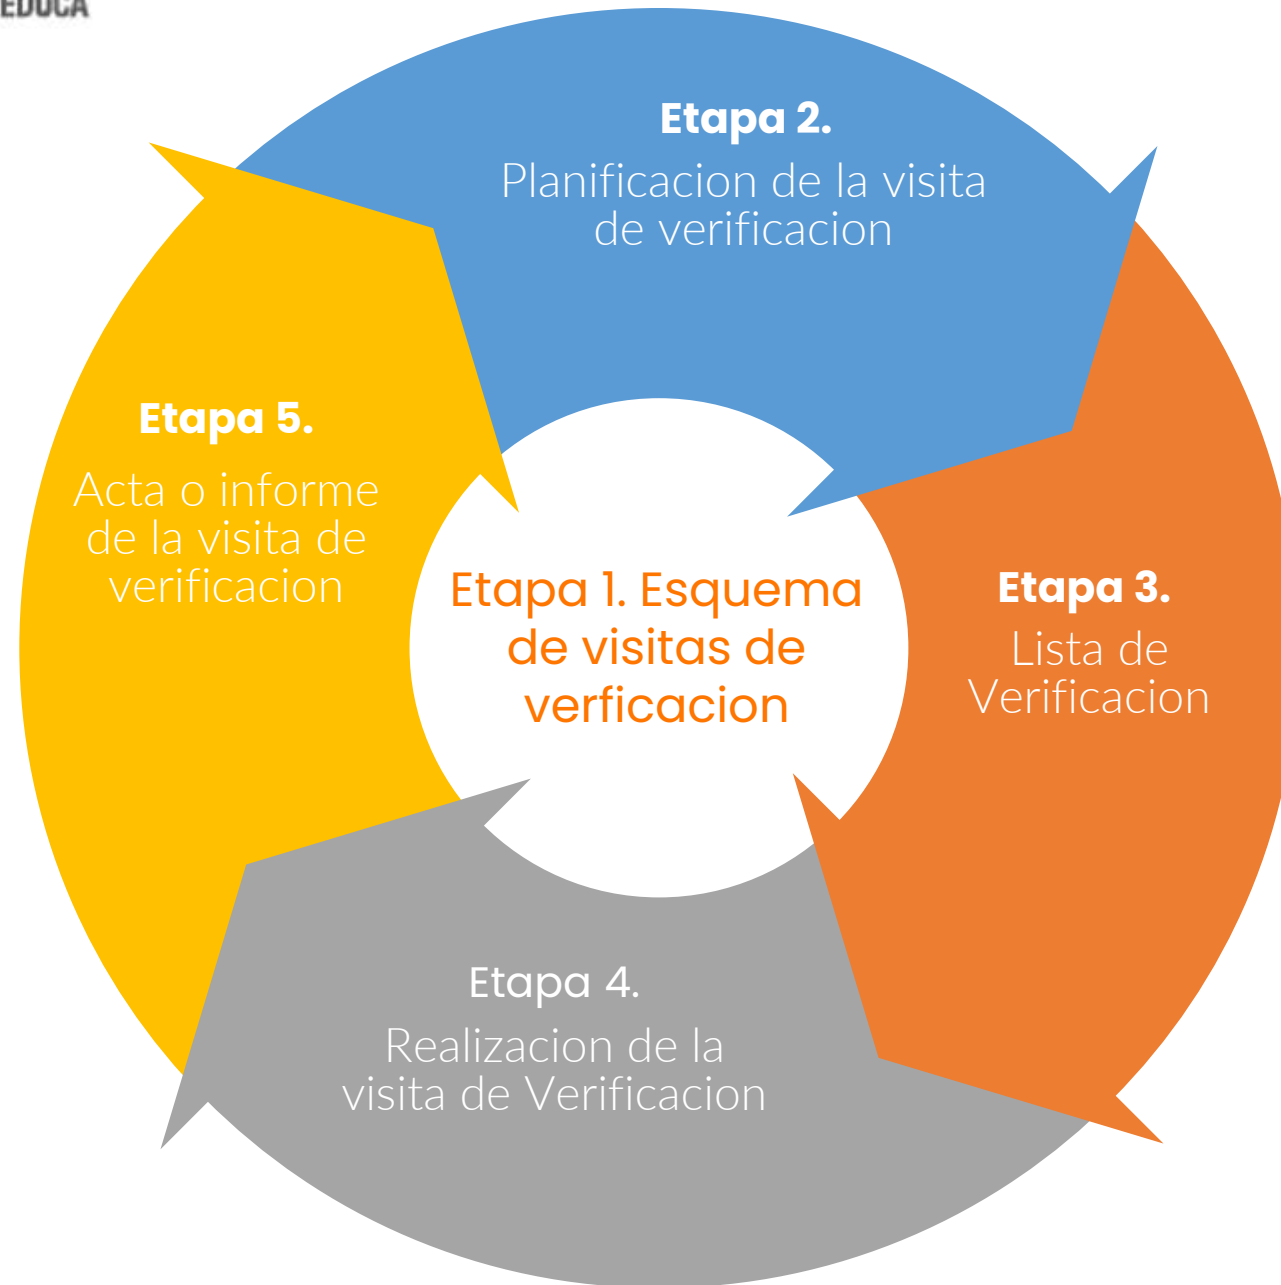 EDUCA
Etapa 2.
Planificacion de la visita
de verificacion
Etapa 5.
Acta o informe
de la visita de
verificacion
Etapa 1. Esquema
de visitas de
verficacion
Etapa 3.
Lista de
Verificacion
Etapa 4.
Realizacion de la
visita de Verificacion